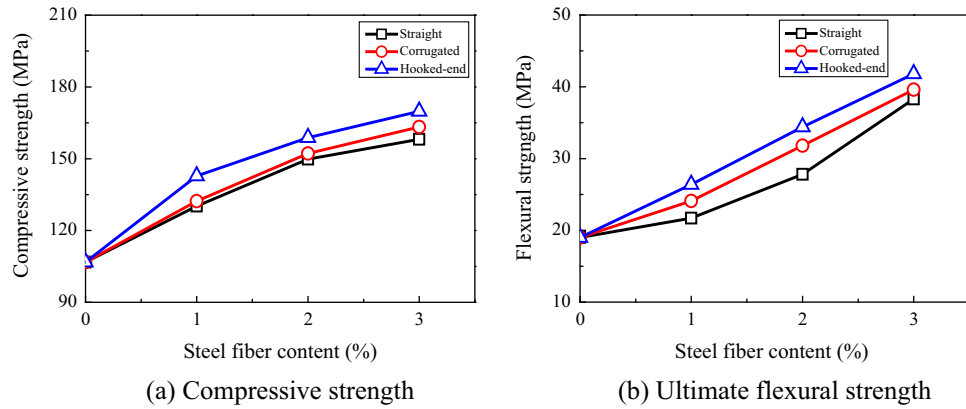 210
180
150
120
90
0
1
2
3
Compressive strength (MPa)
Steel fiber content (%)
Straight
Corrugated
Hooked-end
(a) Compressive strength
50
40
30
20
10
0
1
2
3
Flexural strgngth (MPa)
Steel fiber content (%)
Straight
Corrugated
Hooked-end
(b) Ultimate flexural strength